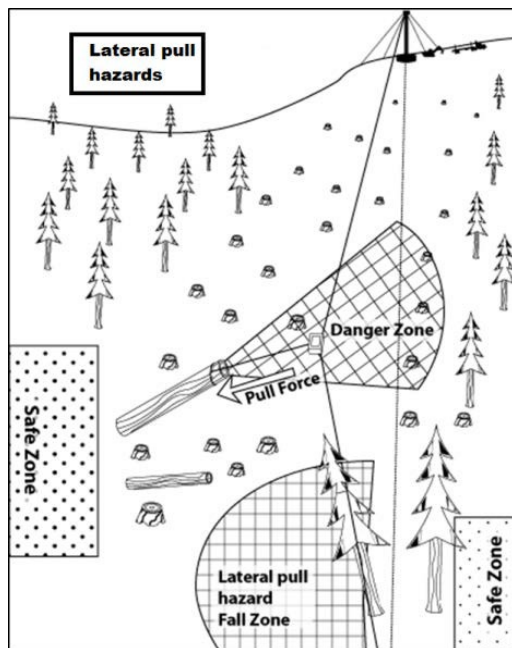 Lateral pull
hazards
Danger Zone
Pull Force
Safe Zone
Lateral pull
hazard
Fall Zone
Safe Zone